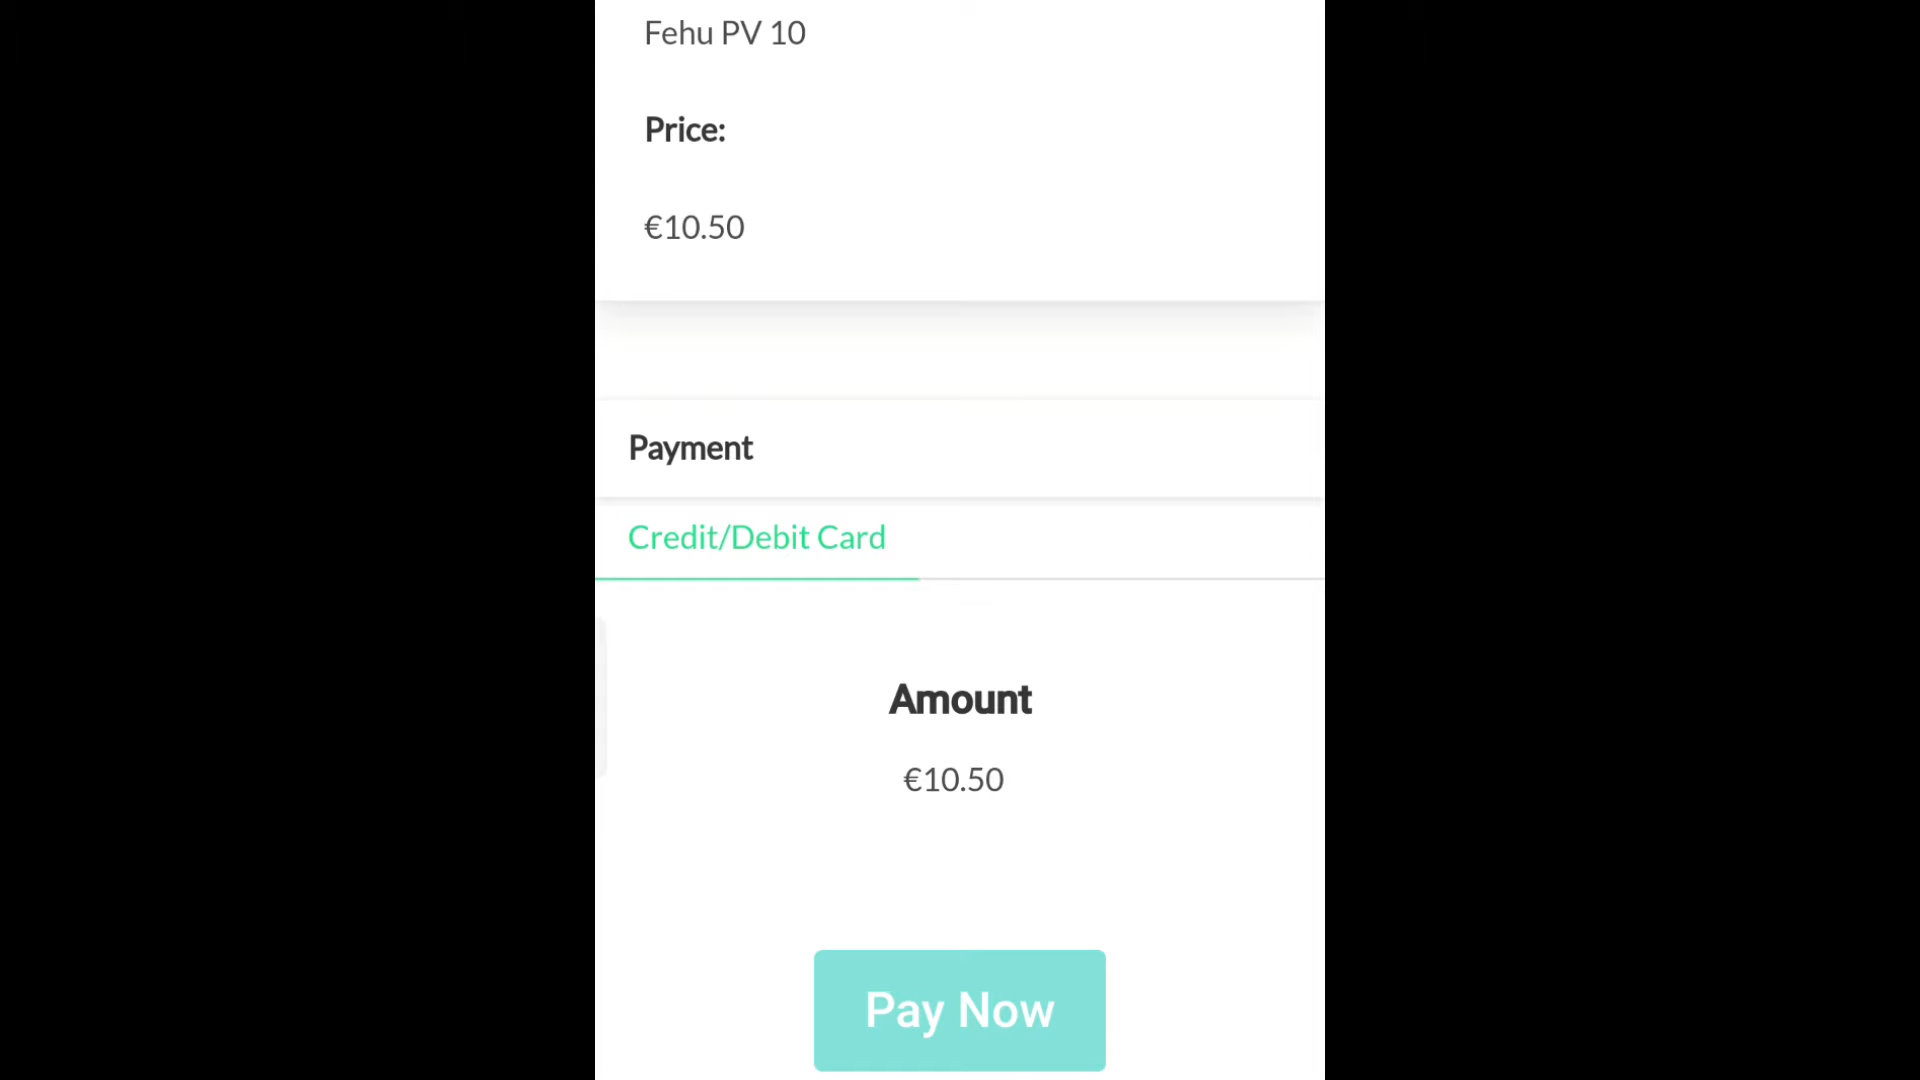 Fehu PV 10
Price:
€10.50
Payment
Credit/Debit Card
Amount
€10.50
Pay Now